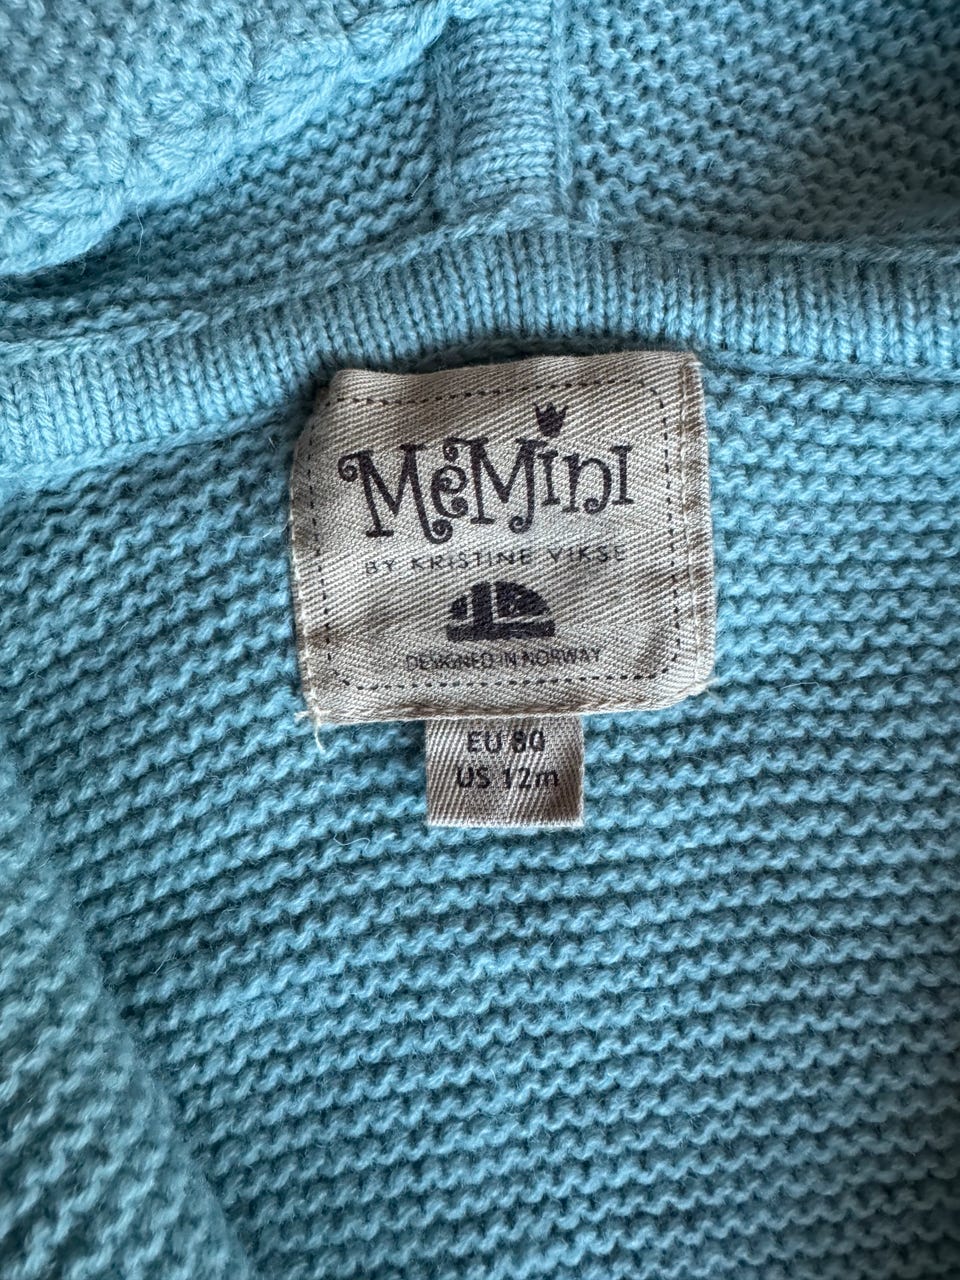 MeMini
BY KRISTINE VIKSE
DESIGNED IN NORWAY
EU 80
US 12m